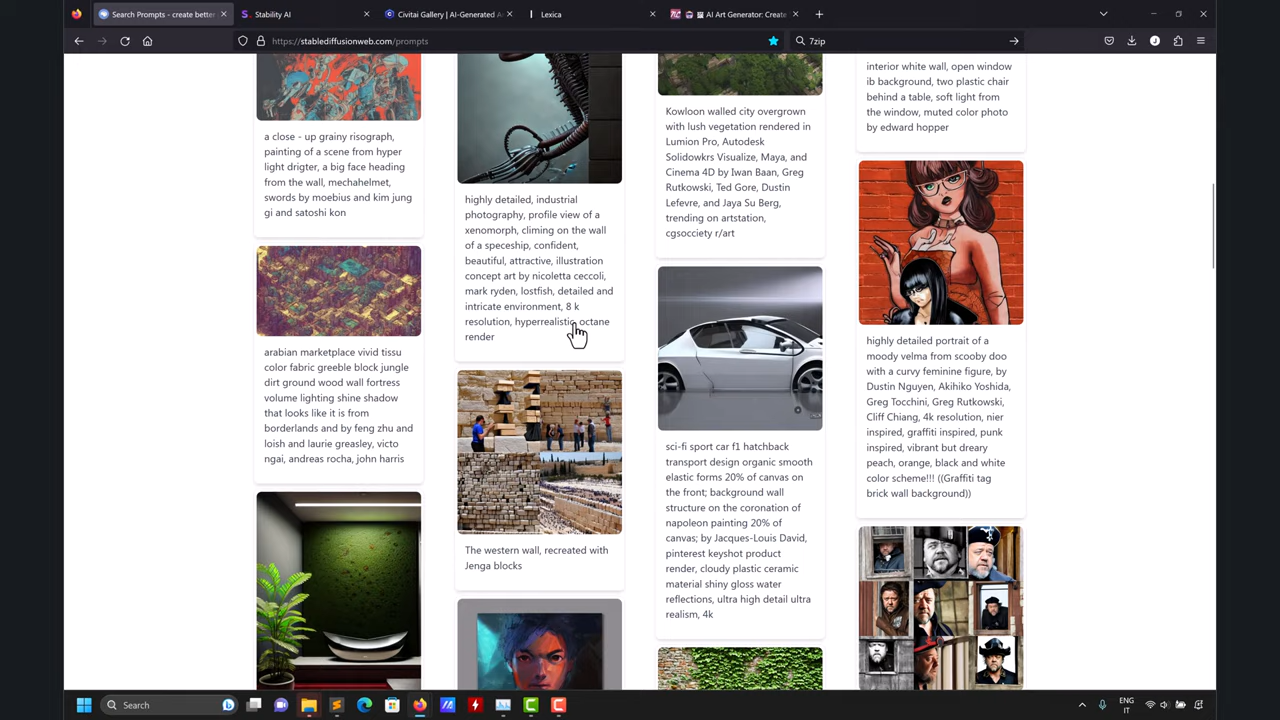 Search Prompts - create better
Stability AI
Civitai Gallery | AI-Generated A
Lexica
AI Art Generator: Create
https://stablediffusionweb.com/prompts
7zip
a close - up grainy risograph,
painting of a scene from hyper
light drigter, a big face heading
from the wall, mechahelmet,
swords by moebius and kim jung
gi and satoshi kon
arabian marketplace vivid tissu
color fabric greeble block jungle
dirt ground wood wall fortress
volume lighting shine shadow
that looks like it is from
borderlands and by feng zhu and
loish and laurie greasley, victo
ngai, andreas rocha, john harris
highly detailed, industrial
photography, profile view of a
xenomorph, climing on the wall
of a speceship, confident,
beautiful, attractive, illustration
concept art by nicoletta ceccoli,
mark ryden, lostfish, detailed and
intricate environment, 8 k
resolution, hyperrealistic, octane
render
The western wall, recreated with
Jenga blocks
Kowloon walled city overgrown
with lush vegetation rendered in
Lumion Pro, Autodesk
Solidowkrs Visualize, Maya, and
Cinema 4D by Iwan Baan, Greg
Rutkowski, Ted Gore, Dustin
Lefevre, and Jaya Su Berg,
trending on artstation,
cgsocciety r/art
sci-fi sport car f1 hatchback
transport design organic smooth
elastic forms 20% of canvas on
the front; background wall
structure on the coronation of
napoleon painting 20% of
canvas; by Jacques-Louis David,
pinterest keyshot product
render, cloudy plastic ceramic
material shiny gloss water
reflections, ultra high detail ultra
realism, 4k
interior white wall, open window
ib background, two plastic chair
behind a table, soft light from
the window, muted color photo
by edward hopper
highly detailed portrait of a
moody velma from scooby doo
with a curvy feminine figure, by
Dustin Nguyen, Akihiko Yoshida,
Greg Tocchini, Greg Rutkowski,
Cliff Chiang, 4k resolution, nier
inspired, graffiti inspired, punk
inspired, vibrant but dreary
peach, orange, black and white
color scheme!!! ((Graffiti tag
brick wall background))
Search
ENG
IT